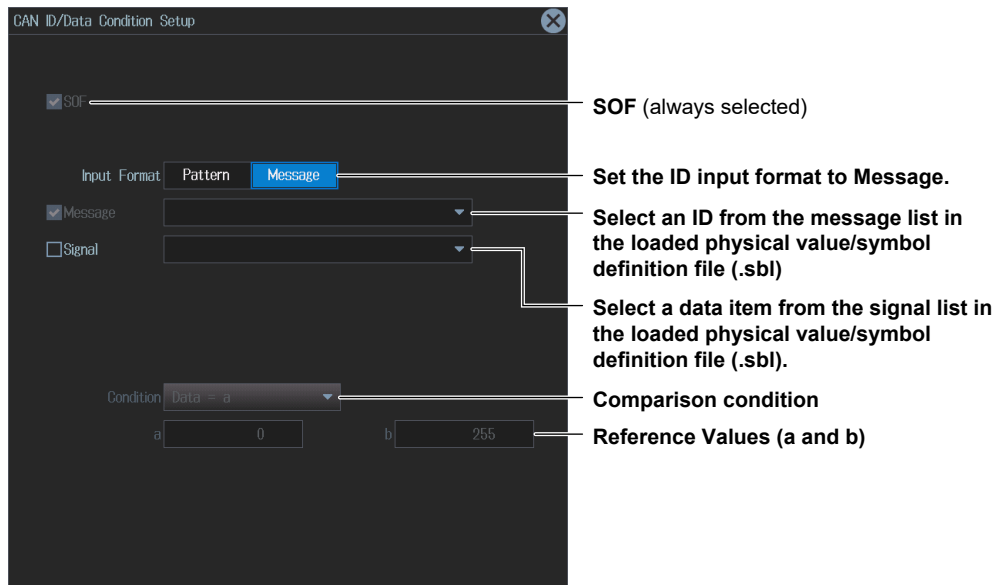 CAN ID/Data Condition Setup
SOF
SOF (always selected)
Input Format Pattern Message
Set the ID input format to Message.
Message
Select an ID from the message list in
the loaded physical value/symbol
definition file (.sbl)
Signal
Select a data item from the signal list in
the loaded physical value/symbol
definition file (.sbl).
Condition Data = a
Comparison condition
a 0 b 255
Reference Values (a and b)